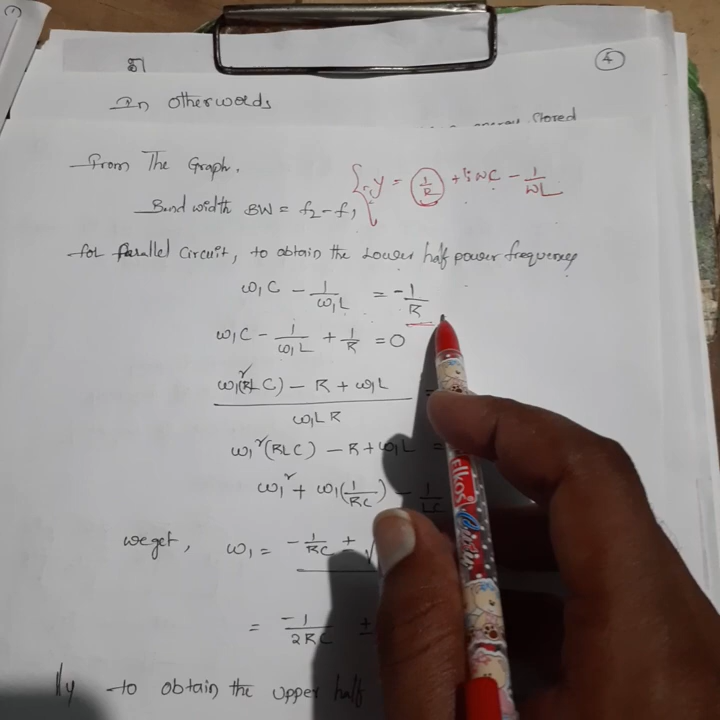 4
In otherwords
stored
From The Graph.
y = 1/R + jωC − 1/ωL
Band width BW = f₂ − f₁
for parallel circuit, to obtain the Lower half power frequency
ω₁C − 1/ω₁L = −1/R
ω₁C − 1/ω₁L + 1/R = 0
ω₁²(RLC) − R + ω₁L
ω₁LR
ω₁²(RLC) − R + ω₁L =
ω₁² + ω₁(1/RC) − 1/LC
we get, ω₁ = −1/RC ± √
= −1/2RC ±
lly to obtain the upper half
Elkos